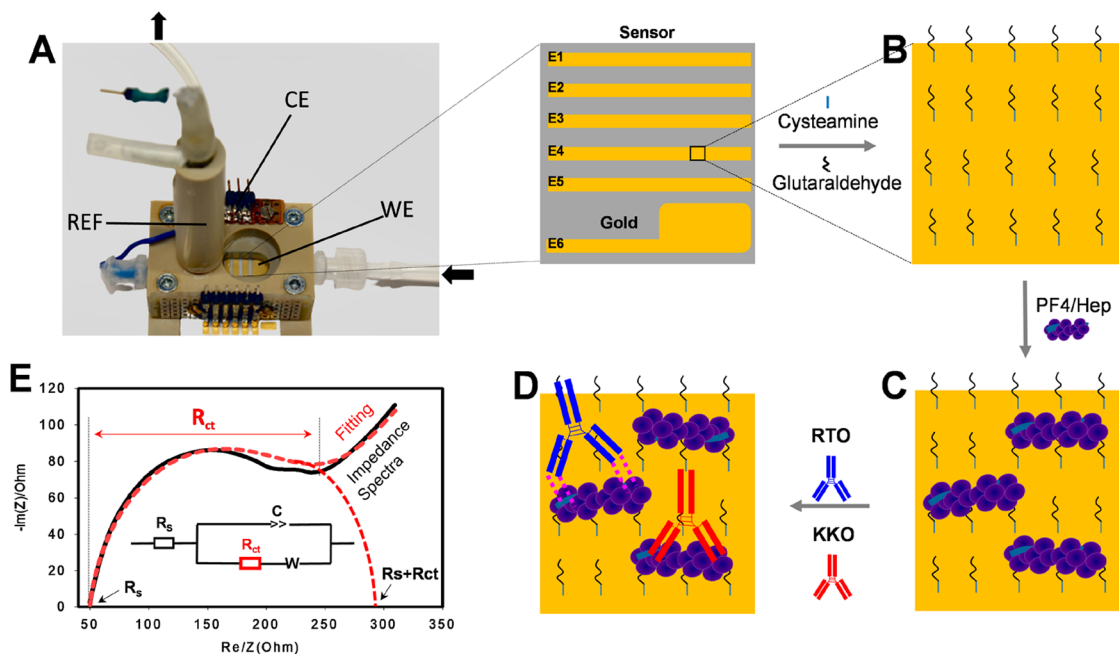 A
CE
REF
WE
Sensor
E1
E2
E3
E4
E5
Gold
E6
Cysteamine
Glutaraldehyde
B
PF4/Hep
C
RTO
KKO
D
E
120
100
80
60
40
20
0
-Im(Z)/Ohm
Rct
Fitting
Impedance
Spectra
C
Rs
Rct
W
Rs
Rs+Rct
50
100
150
200
250
300
350
Re/Z(Ohm)